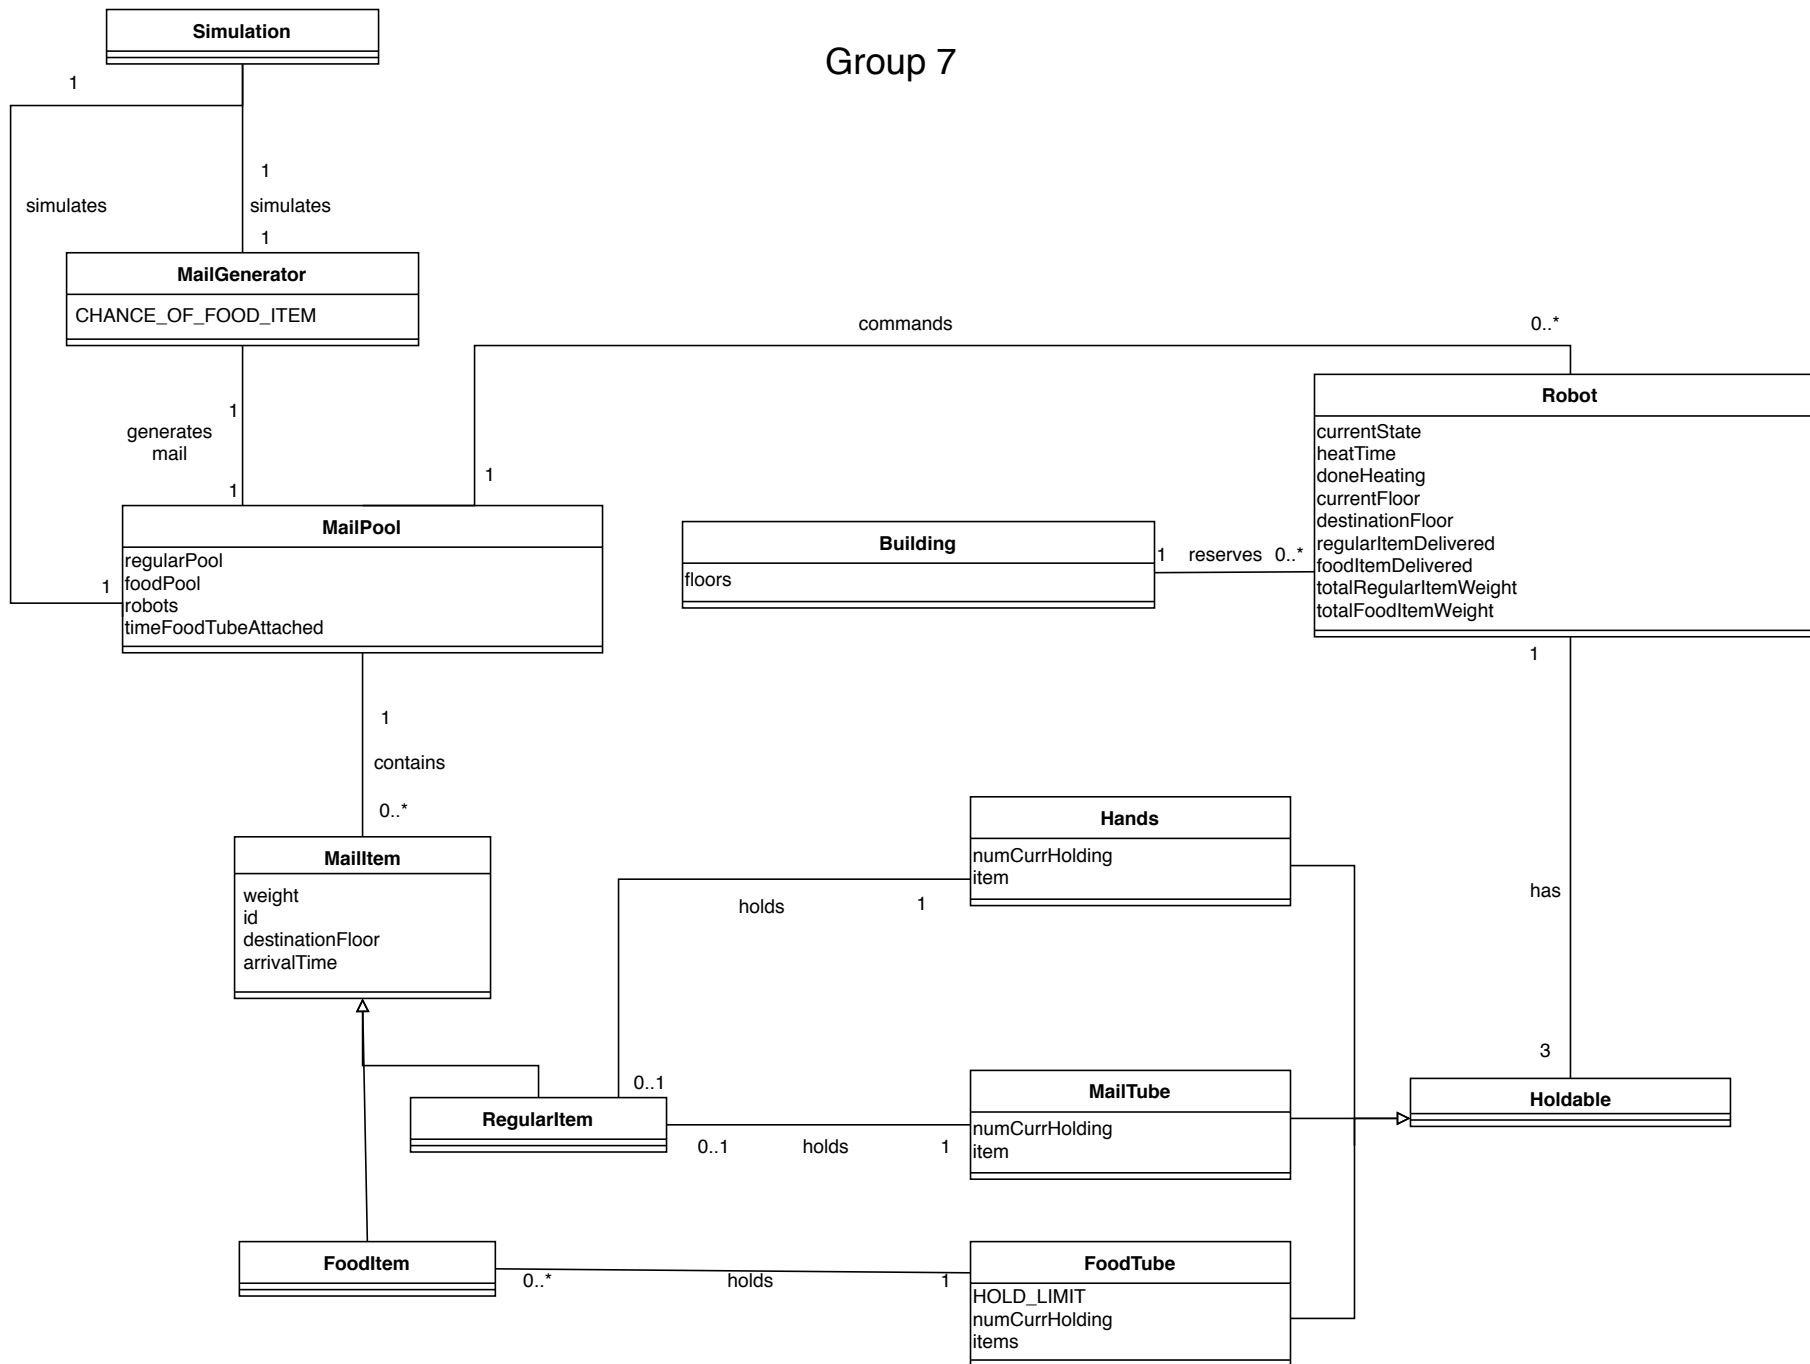 Simulation
Group 7
1
1
simulates
simulates
1
MailGenerator
CHANCE_OF_FOOD_ITEM
commands
0..*
Robot
currentState
heatTime
doneHeating
currentFloor
destinationFloor
regularItemDelivered
foodItemDelivered
totalRegularItemWeight
totalFoodItemWeight
1
generates
mail
1
1
MailPool
regularPool
foodPool
robots
timeFoodTubeAttached
1
Building
floors
1 reserves 0..*
1
1
contains
0..*
MailItem
weight
id
destinationFloor
arrivalTime
Hands
numCurrHolding
item
holds
1
has
0..1
3
RegularItem
0..1 holds 1
MailTube
numCurrHolding
item
Holdable
FoodItem
0..* holds 1
FoodTube
HOLD_LIMIT
numCurrHolding
items